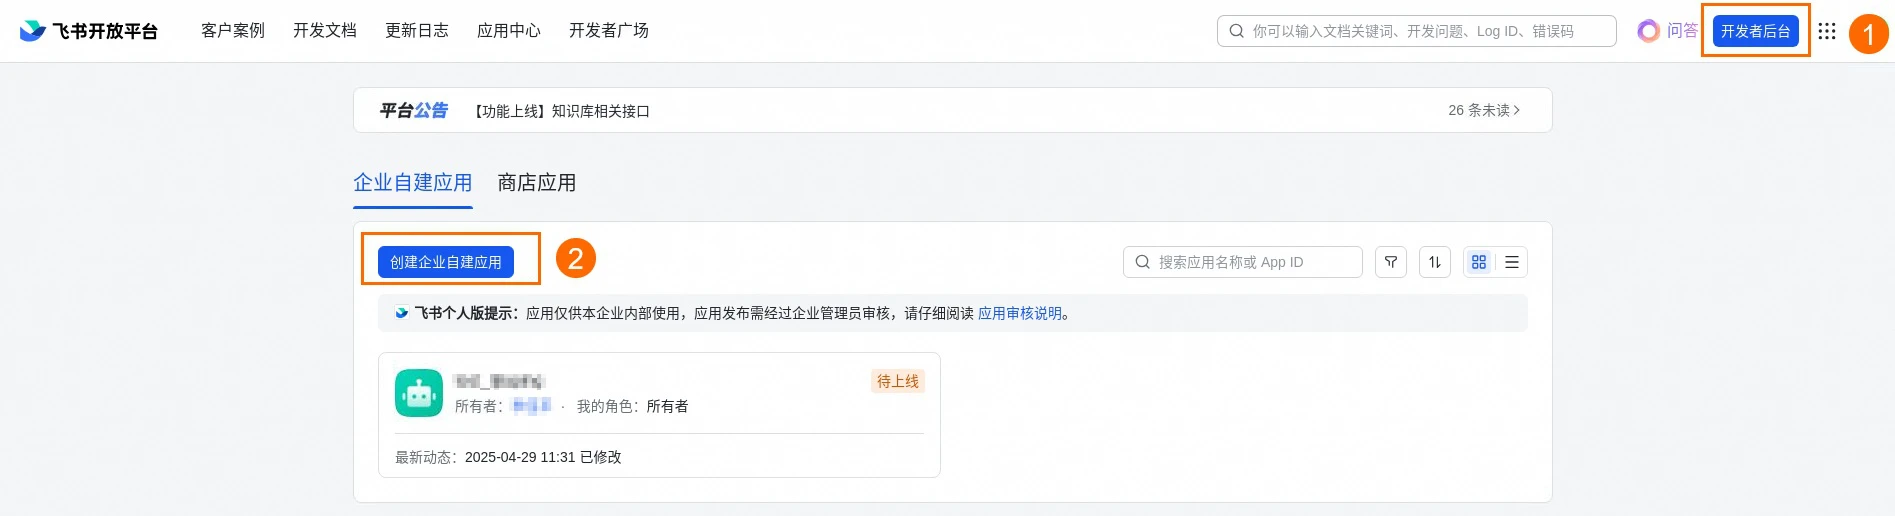 飞书开放平台 客户案例 开发文档 更新日志 应用中心 开发者广场 你可以输入文档关键词、开发问题、Log ID、错误码 问答 开发者后台 1
平台公告 【功能上线】知识库相关接口 26 条未读
企业自建应用 商店应用
创建企业自建应用 2 搜索应用名称或 App ID
飞书个人版提示：应用仅供本企业内部使用，应用发布需经过企业管理员审核，请仔细阅读 应用审核说明。
待上线
所有者： · 我的角色：所有者
最新动态：2025-04-29 11:31 已修改